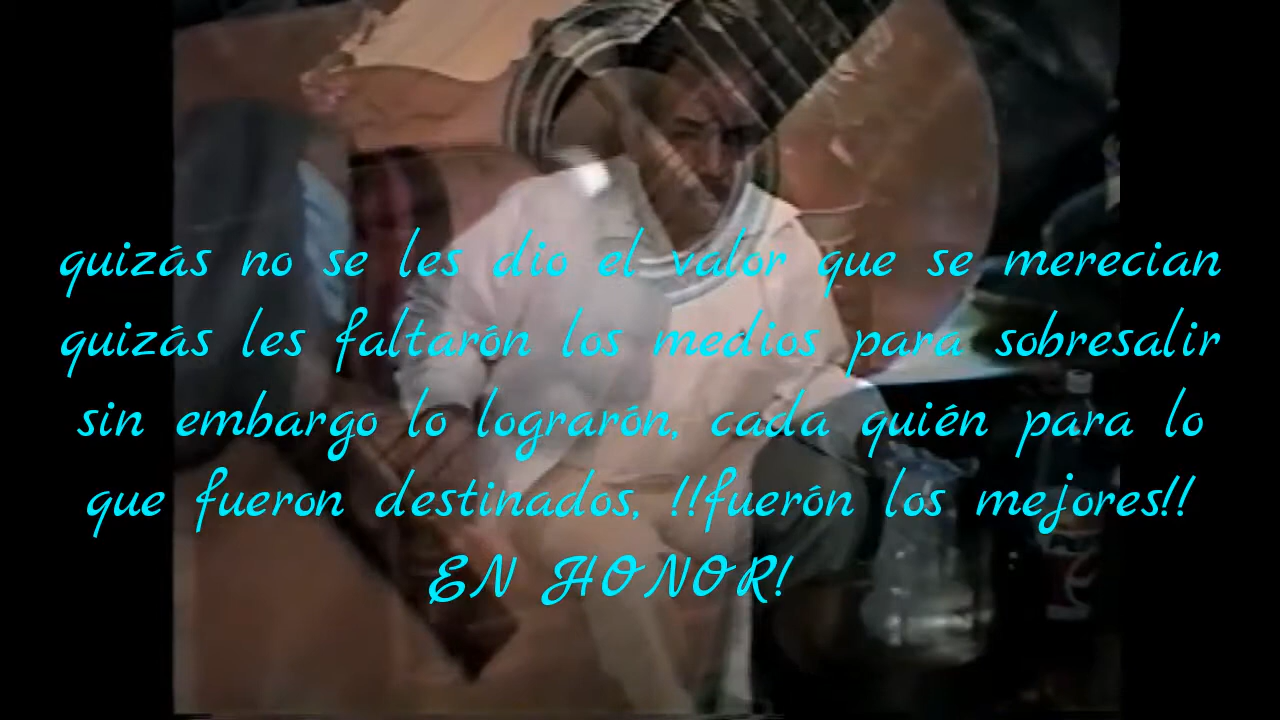 quizás no se les dio el valor que se merecian
quizás les faltarón los medios para sobresalir
sin embargo lo lograrón, cada quién para lo
que fueron destinados, !!fuerón los mejores!!
EN HONOR!